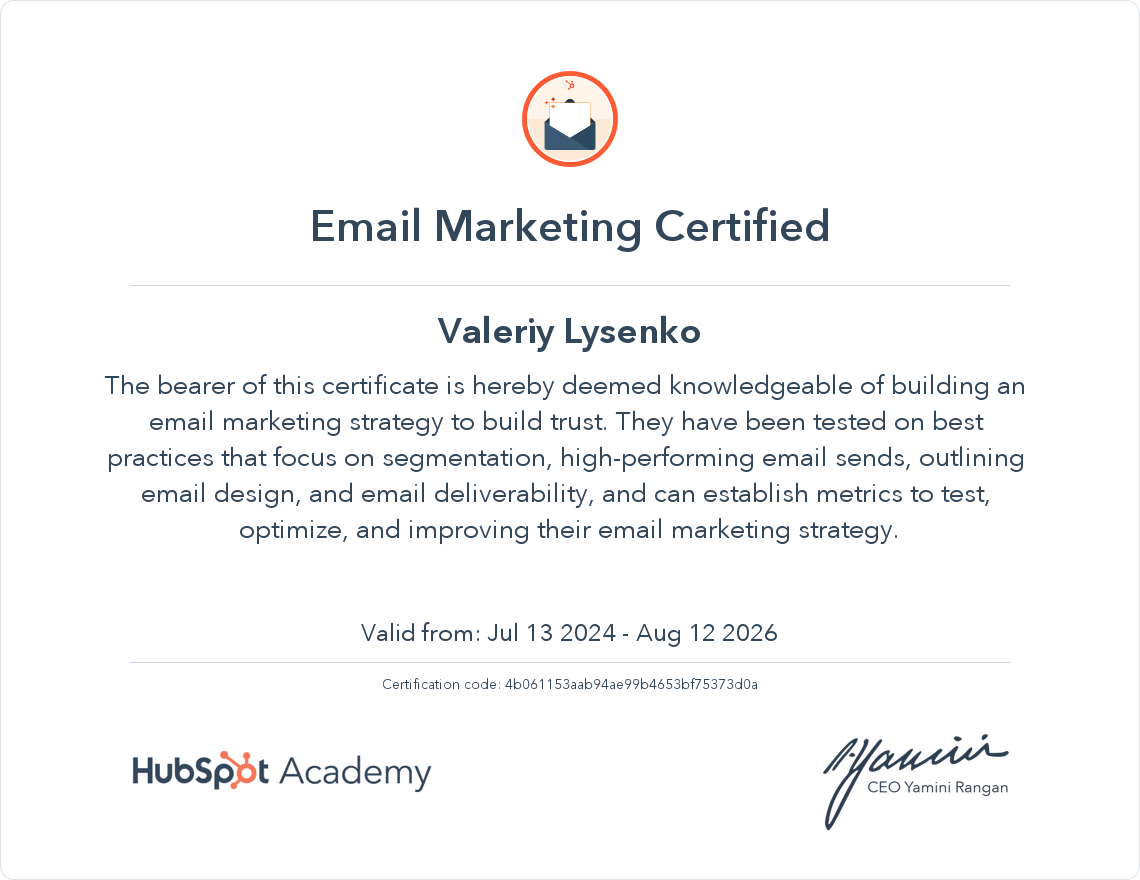 Email Marketing Certified
Valeriy Lysenko
The bearer of this certificate is hereby deemed knowledgeable of building an
email marketing strategy to build trust. They have been tested on best
practices that focus on segmentation, high-performing email sends, outlining
email design, and email deliverability, and can establish metrics to test,
optimize, and improving their email marketing strategy.
Valid from: Jul 13 2024 - Aug 12 2026
Certification code: 4b061153aab94ae99b4653bf75373d0a
HubSpot Academy
CEO Yamini Rangan